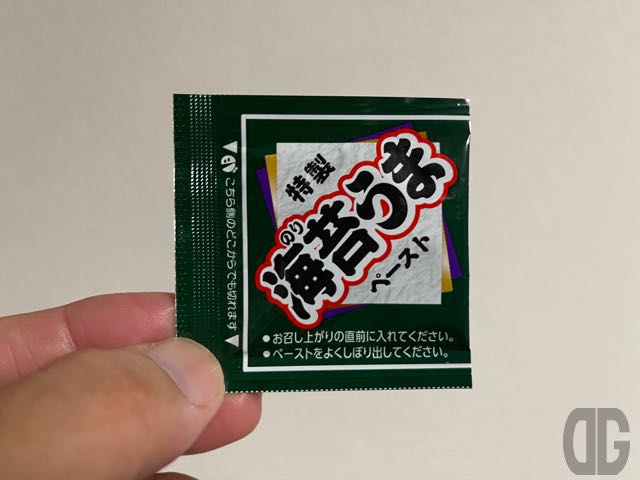 特製
のり
海苔うま
ペースト
●お召し上がりの直前に入れてください。
●ペーストをよくしぼり出してください。
こちら側のどこからでも切れます
DG